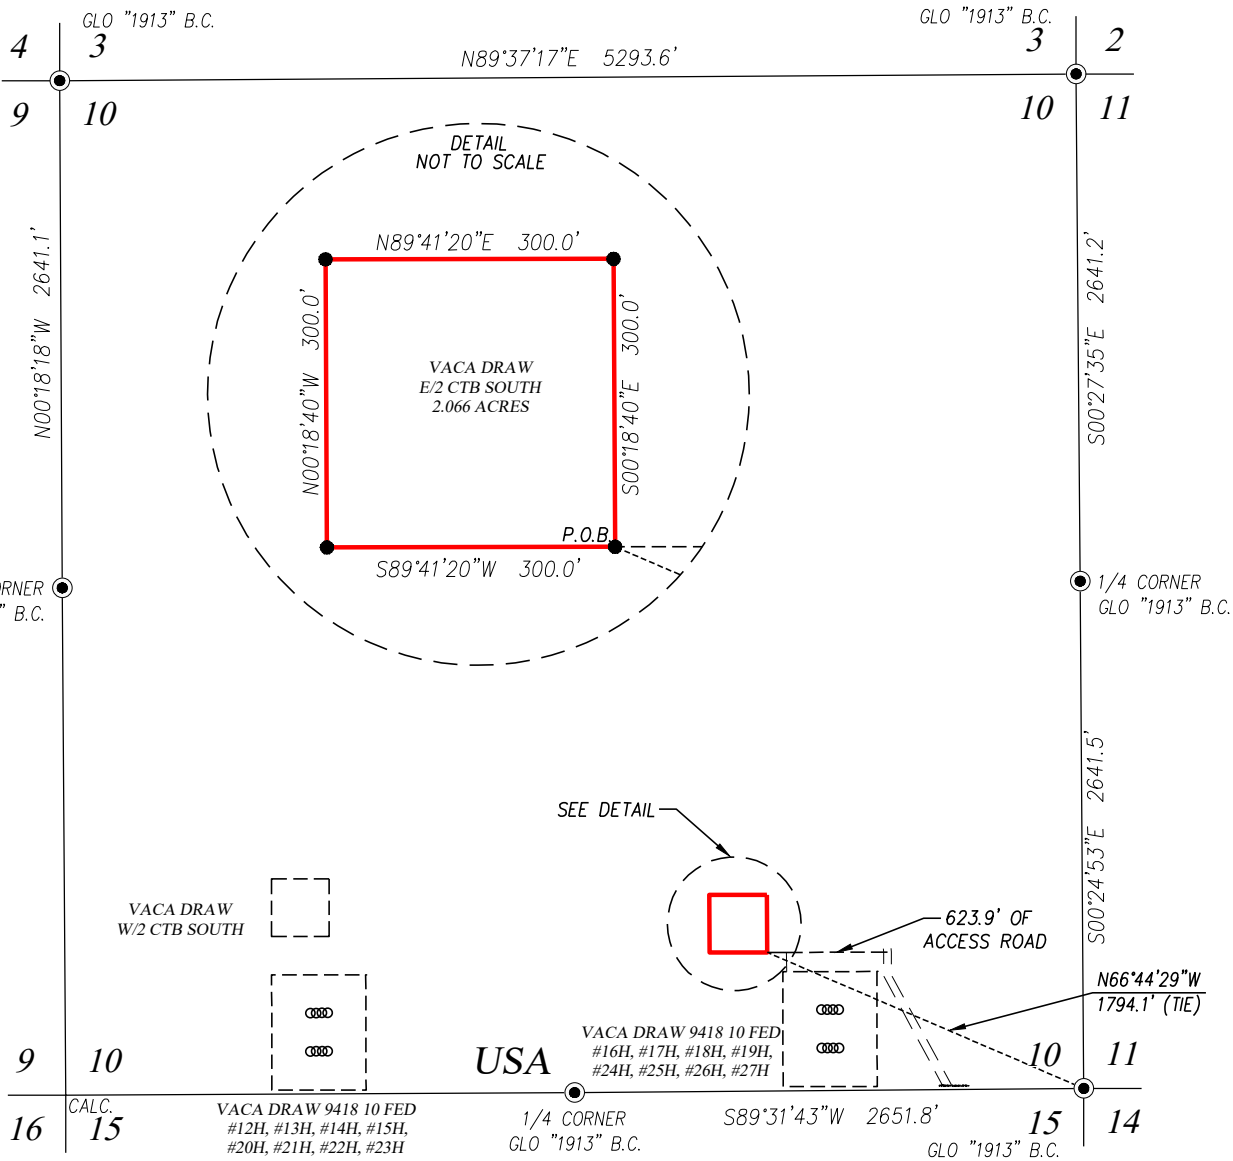 GLO "1913" B.C.
GLO "1913" B.C.
4 3
3 2
N89°37'17"E 5293.6'
9 10
10 11
DETAIL
NOT TO SCALE
N89°41'20"E 300.0'
N00°18'18"W 2641.1'
N00°18'40"W 300.0'
S00°18'40"E 300.0'
S00°27'35"E 2641.2'
VACA DRAW
E/2 CTB SOUTH
2.066 ACRES
P.O.B.
S89°41'20"W 300.0'
RNER
" B.C.
1/4 CORNER
GLO "1913" B.C.
S00°24'53"E 2641.5'
SEE DETAIL
VACA DRAW
W/2 CTB SOUTH
623.9' OF
ACCESS ROAD
N66°44'29"W
1794.1' (TIE)
VACA DRAW 9418 10 FED
#16H, #17H, #18H, #19H,
#24H, #25H, #26H, #27H
9 10
USA
10 11
CALC.
16 15
VACA DRAW 9418 10 FED
#12H, #13H, #14H, #15H,
#20H, #21H, #22H, #23H
1/4 CORNER
GLO "1913" B.C.
S89°31'43"W 2651.8'
15 14
GLO "1913" B.C.